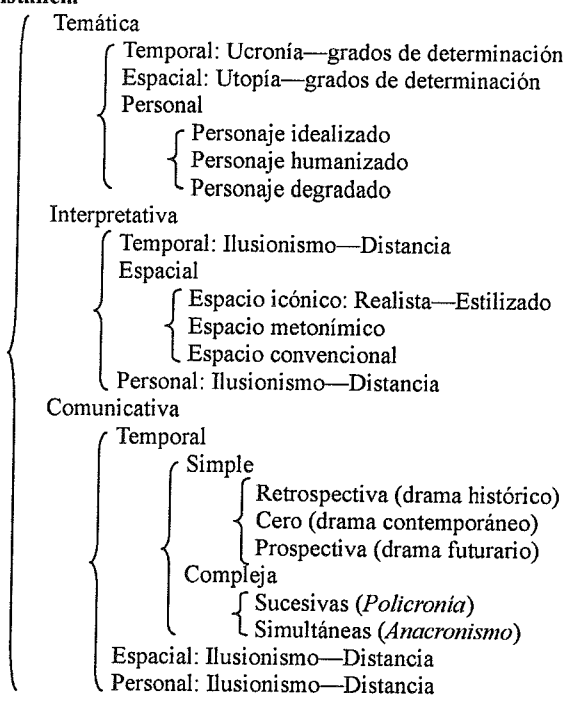 Temática
Temporal: Ucronía—grados de determinación
Espacial: Utopía—grados de determinación
Personal
Personaje idealizado
Personaje humanizado
Personaje degradado
Interpretativa
Temporal: Ilusionismo—Distancia
Espacial
Espacio icónico: Realista—Estilizado
Espacio metonímico
Espacio convencional
Personal: Ilusionismo—Distancia
Comunicativa
Temporal
Simple
Retrospectiva (drama histórico)
Cero (drama contemporáneo)
Prospectiva (drama futurario)
Compleja
Sucesivas (Policronía)
Simultáneas (Anacronismo)
Espacial: Ilusionismo—Distancia
Personal: Ilusionismo—Distancia